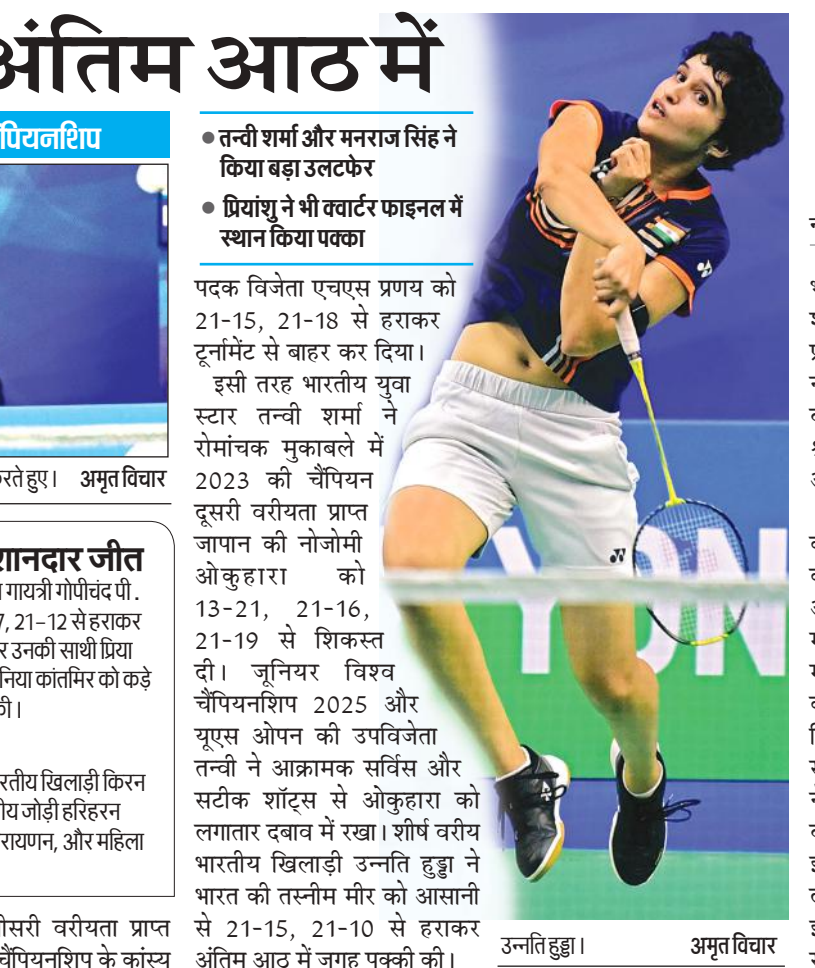 अंतिम आठ में
चैंपियनशिप
करते हुए। अमृत विचार
शानदार जीत
गायत्री गोपीचंद पी.
21-12 से हराकर
उनकी साथी प्रिया
कांतमिर को कड़े
की।
भारतीय खिलाड़ी किरन
जोड़ी हरिहरन
और महिला
तीसरी वरीयता प्राप्त
चैंपियनशिप के कांस्य
● तन्वी शर्मा और मनराज सिंह ने
किया बड़ा उलटफेर
● प्रियांशु ने भी क्वार्टर फाइनल में
स्थान किया पक्का
पदक विजेता एचएस प्रणय को
21-15, 21-18 से हराकर
टूर्नामेंट से बाहर कर दिया।
इसी तरह भारतीय युवा
स्टार तन्वी शर्मा ने
रोमांचक मुकाबले में
2023 की चैंपियन
दूसरी वरीयता प्राप्त
जापान की नोजोमी
ओकुहारा को
13-21, 21-16,
21-19 से शिकस्त
दी। जूनियर विश्व
चैंपियनशिप 2025 और
यूएस ओपन की उपविजेता
तन्वी ने आक्रामक सर्विस और
सटीक शॉट्स से ओकुहारा को
लगातार दबाव में रखा। शीर्ष वरीय
भारतीय खिलाड़ी उन्नति हुड्डा ने
भारत की तस्नीम मीर को आसानी
से 21-15, 21-10 से हराकर
अंतिम आठ में जगह पक्की की।
YON
उन्नति हुड्डा। अमृत विचार